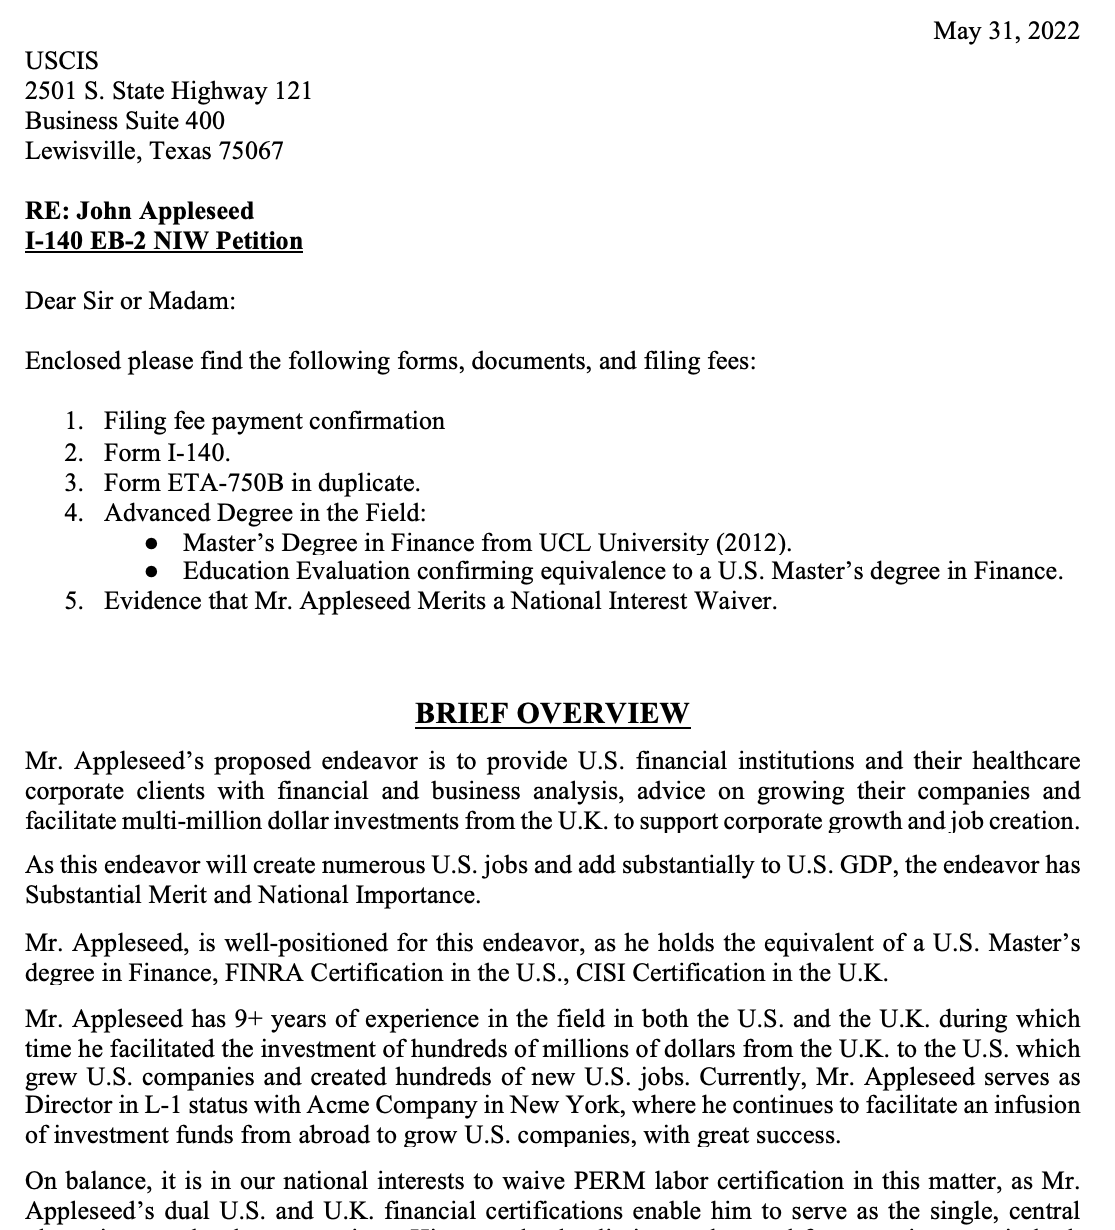 May 31, 2022
USCIS
2501 S. State Highway 121
Business Suite 400
Lewisville, Texas 75067
RE: John Appleseed
I-140 EB-2 NIW Petition
Dear Sir or Madam:
Enclosed please find the following forms, documents, and filing fees:
1. Filing fee payment confirmation
2. Form I-140.
3. Form ETA-750B in duplicate.
4. Advanced Degree in the Field:
● Master’s Degree in Finance from UCL University (2012).
● Education Evaluation confirming equivalence to a U.S. Master’s degree in Finance.
5. Evidence that Mr. Appleseed Merits a National Interest Waiver.
BRIEF OVERVIEW
Mr. Appleseed’s proposed endeavor is to provide U.S. financial institutions and their healthcare
corporate clients with financial and business analysis, advice on growing their companies and
facilitate multi-million dollar investments from the U.K. to support corporate growth and job creation.
As this endeavor will create numerous U.S. jobs and add substantially to U.S. GDP, the endeavor has
Substantial Merit and National Importance.
Mr. Appleseed, is well-positioned for this endeavor, as he holds the equivalent of a U.S. Master’s
degree in Finance, FINRA Certification in the U.S., CISI Certification in the U.K.
Mr. Appleseed has 9+ years of experience in the field in both the U.S. and the U.K. during which
time he facilitated the investment of hundreds of millions of dollars from the U.K. to the U.S. which
grew U.S. companies and created hundreds of new U.S. jobs. Currently, Mr. Appleseed serves as
Director in L-1 status with Acme Company in New York, where he continues to facilitate an infusion
of investment funds from abroad to grow U.S. companies, with great success.
On balance, it is in our national interests to waive PERM labor certification in this matter, as Mr.
Appleseed’s dual U.S. and U.K. financial certifications enable him to serve as the single, central